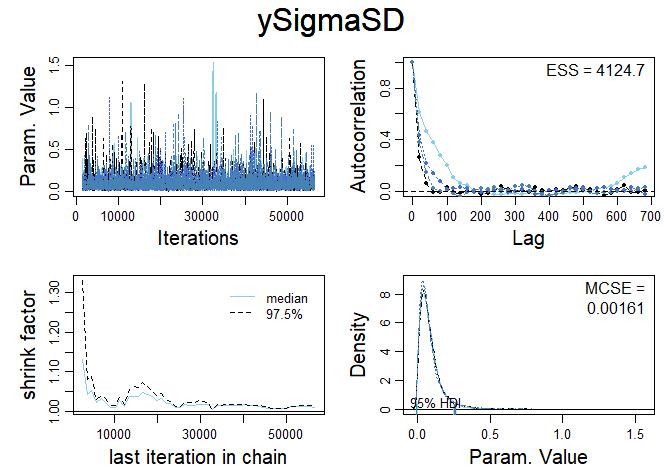 ySigmaSD
Param. Value
0.0 0.5 1.0 1.5
0 10000 30000 50000
Iterations
Autocorrelation
0.0 0.4 0.8
ESS = 4124.7
0 100 200 300 400 500 600 700
Lag
shrink factor
1.00 1.10 1.20 1.30
median
97.5%
10000 30000 50000
last iteration in chain
Density
0 2 4 6 8
MCSE =
0.00161
95% HDI
0.0 0.5 1.0 1.5
Param. Value